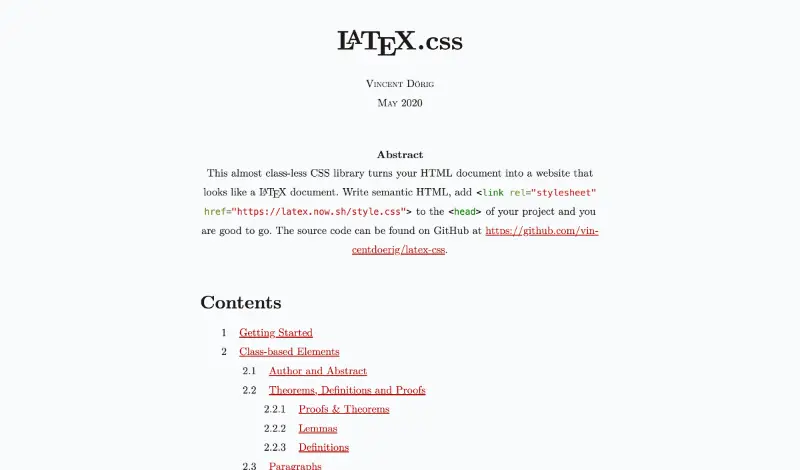 LATEX.css
Vincent Dörig
May 2020
Abstract
This almost class-less CSS library turns your HTML document into a website that
looks like a LATEX document. Write semantic HTML, add <link rel="stylesheet"
href="https://latex.now.sh/style.css"> to the <head> of your project and you
are good to go. The source code can be found on GitHub at https://github.com/vin-
centdoerig/latex-css.
Contents
1 Getting Started
2 Class-based Elements
2.1 Author and Abstract
2.2 Theorems, Definitions and Proofs
2.2.1 Proofs & Theorems
2.2.2 Lemmas
2.2.3 Definitions
2.3 Paragraphs